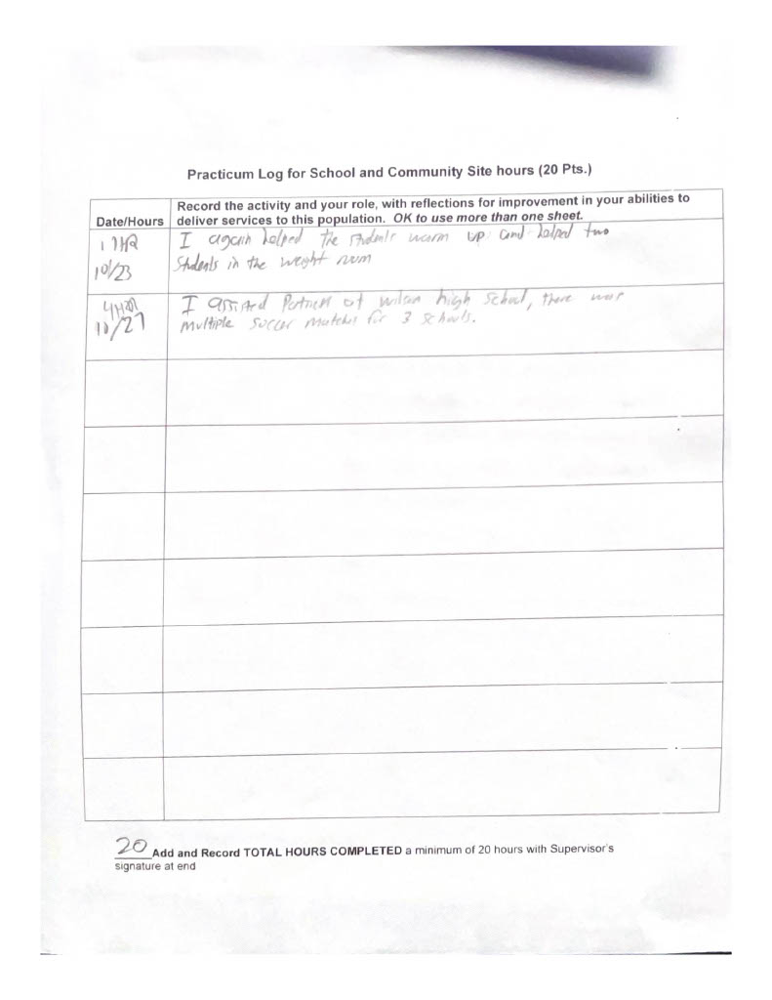 Practicum Log for School and Community Site hours (20 Pts.)
Date/Hours
Record the activity and your role, with reflections for improvement in your abilities to
deliver services to this population. OK to use more than one sheet.
1 HR
10/23
I again helped the students warm up and helped two
Students in the weight room
4HR
10/27
I assisted at wilson high school, there was
multiple soccer matches for 3 schools.
20 Add and Record TOTAL HOURS COMPLETED a minimum of 20 hours with Supervisor's
signature at end